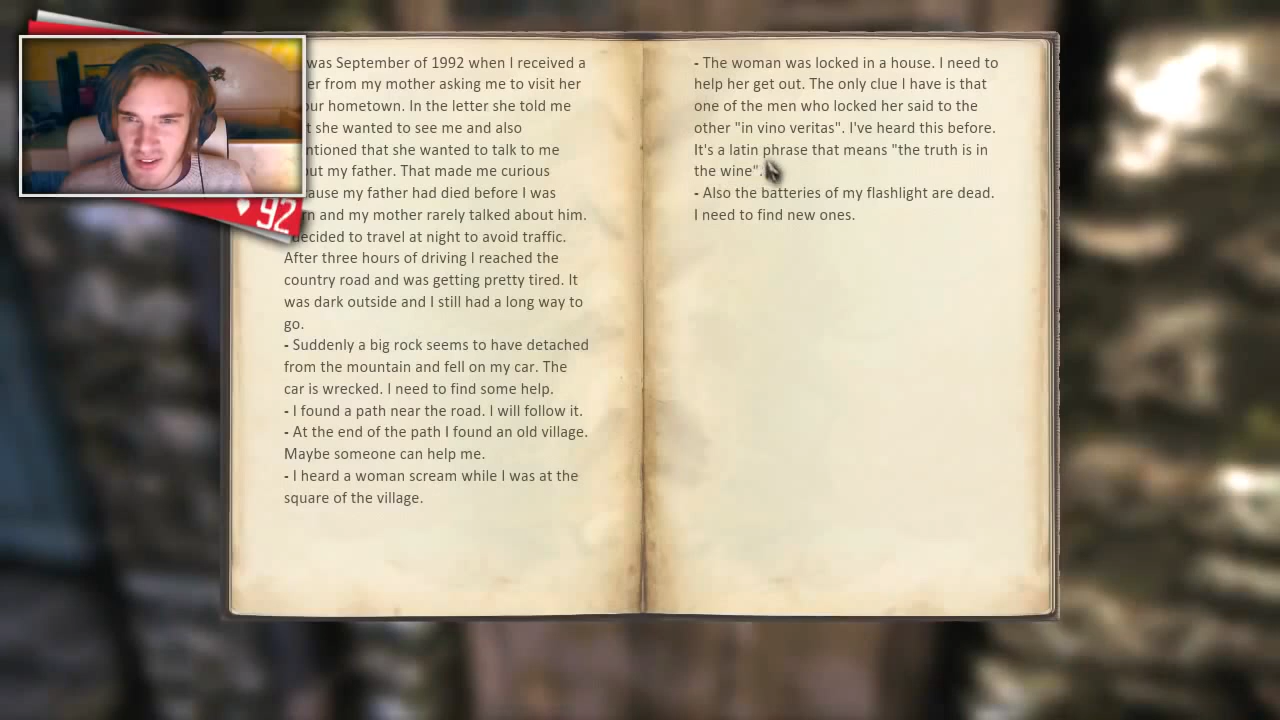 was September of 1992 when I received a
er from my mother asking me to visit her
our hometown. In the letter she told me
t she wanted to see me and also
ntioned that she wanted to talk to me
out my father. That made me curious
ause my father had died before I was
rn and my mother rarely talked about him.
decided to travel at night to avoid traffic.
After three hours of driving I reached the
country road and was getting pretty tired. It
was dark outside and I still had a long way to
go.
- Suddenly a big rock seems to have detached
from the mountain and fell on my car. The
car is wrecked. I need to find some help.
- I found a path near the road. I will follow it.
- At the end of the path I found an old village.
Maybe someone can help me.
- I heard a woman scream while I was at the
square of the village.
- The woman was locked in a house. I need to
help her get out. The only clue I have is that
one of the men who locked her said to the
other "in vino veritas". I've heard this before.
It's a latin phrase that means "the truth is in
the wine".
- Also the batteries of my flashlight are dead.
I need to find new ones.
♥ 92